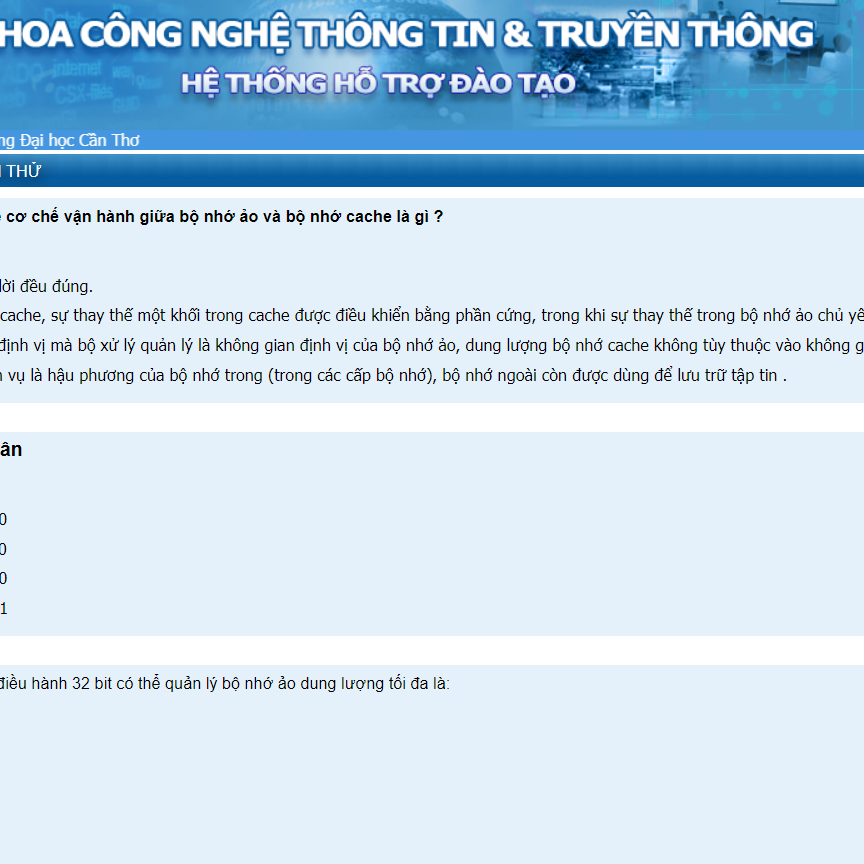 HOA CÔNG NGHỆ THÔNG TIN & TRUYỀN THÔNG
HỆ THỐNG HỖ TRỢ ĐÀO TẠO
ng Đại học Cần Thơ
THỬ
cơ chế vận hành giữa bộ nhớ ảo và bộ nhớ cache là gì ?
lời đều đúng.
cache, sự thay thế một khối trong cache được điều khiển bằng phần cứng, trong khi sự thay thế trong bộ nhớ ảo chủ yế
định vị mà bộ xử lý quản lý là không gian định vị của bộ nhớ ảo, dung lượng bộ nhớ cache không tùy thuộc vào không g
vụ là hậu phương của bộ nhớ trong (trong các cấp bộ nhớ), bộ nhớ ngoài còn được dùng để lưu trữ tập tin .
ân
0
0
0
1
điều hành 32 bit có thể quản lý bộ nhớ ảo dung lượng tối đa là: